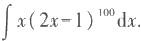 ∫ x(2x−1)¹⁰⁰ dx.